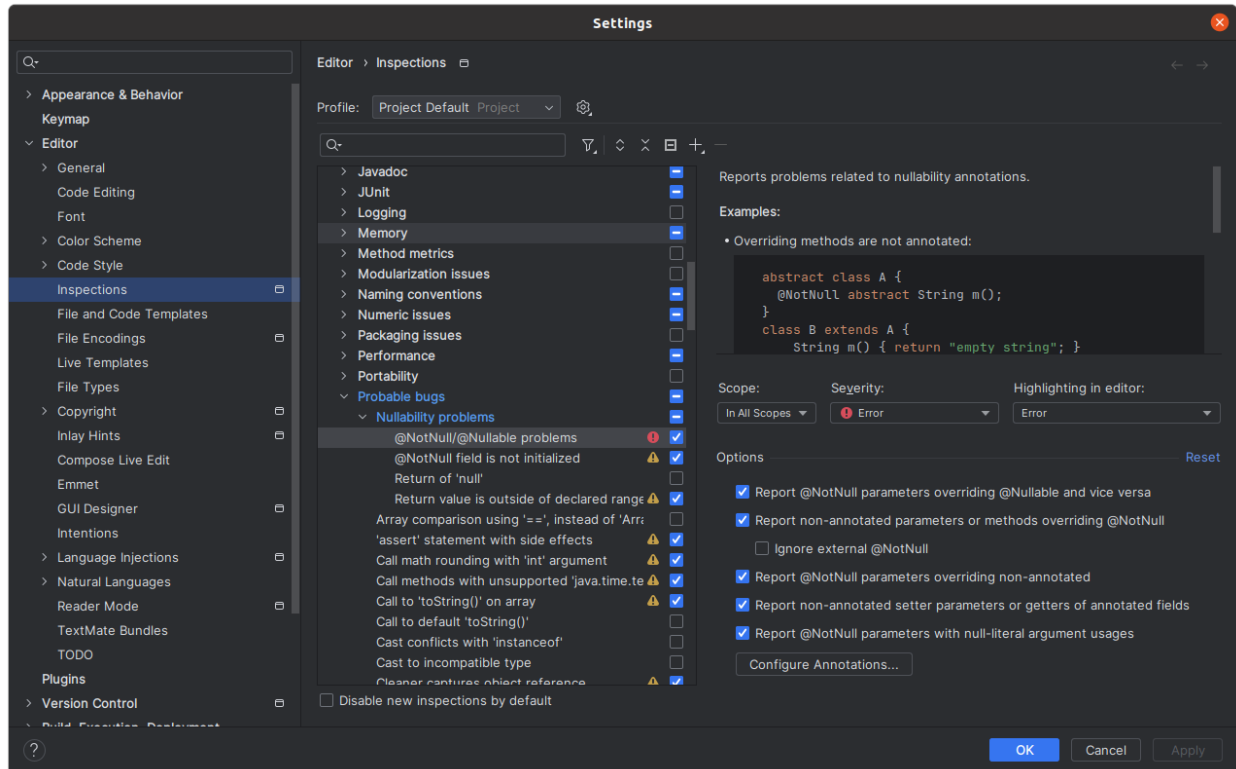 Settings
Appearance & Behavior
Keymap
Editor
General
Code Editing
Font
Color Scheme
Code Style
Inspections
File and Code Templates
File Encodings
Live Templates
File Types
Copyright
Inlay Hints
Compose Live Edit
Emmet
GUI Designer
Intentions
Language Injections
Natural Languages
Reader Mode
TextMate Bundles
TODO
Plugins
Version Control
Build, Execution, Deployment
Editor › Inspections
Profile: Project Default Project
Javadoc
JUnit
Logging
Memory
Method metrics
Modularization issues
Naming conventions
Numeric issues
Packaging issues
Performance
Portability
Probable bugs
Nullability problems
@NotNull/@Nullable problems
@NotNull field is not initialized
Return of 'null'
Return value is outside of declared range
Array comparison using '==', instead of 'Arra
'assert' statement with side effects
Call math rounding with 'int' argument
Call methods with unsupported 'java.time.te
Call to 'toString()' on array
Call to default 'toString()'
Cast conflicts with 'instanceof'
Cast to incompatible type
Cleaner captures object reference
Disable new inspections by default
Reports problems related to nullability annotations.
Examples:
• Overriding methods are not annotated:
abstract class A {
@NotNull abstract String m();
}
class B extends A {
String m() { return "empty string"; }
Scope: Severity: Highlighting in editor:
In All Scopes Error Error
Options Reset
Report @NotNull parameters overriding @Nullable and vice versa
Report non-annotated parameters or methods overriding @NotNull
Ignore external @NotNull
Report @NotNull parameters overriding non-annotated
Report non-annotated setter parameters or getters of annotated fields
Report @NotNull parameters with null-literal argument usages
Configure Annotations...
? OK Cancel Apply